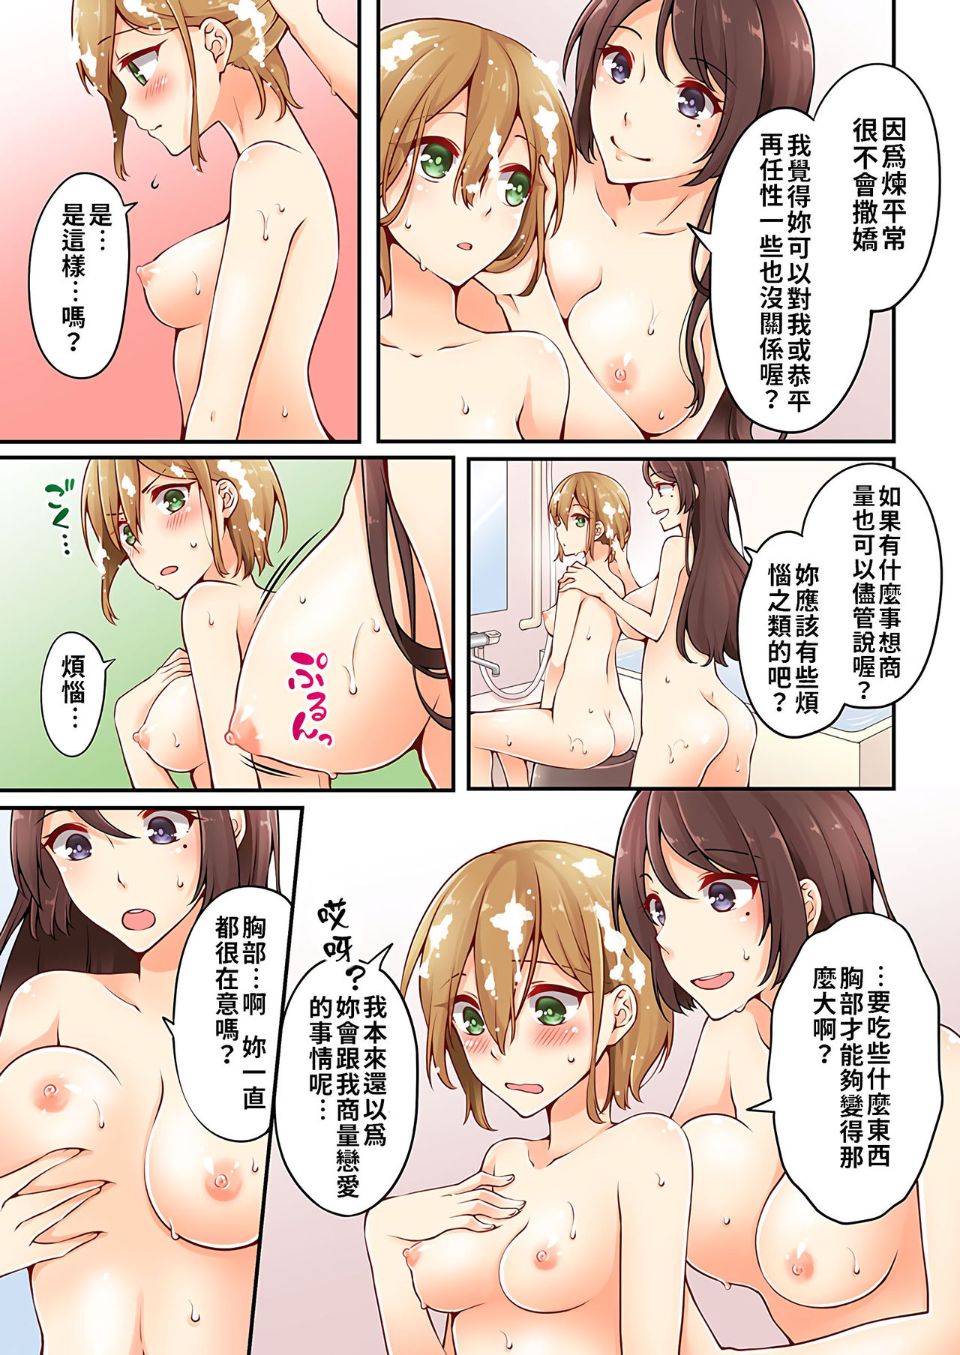 因為煉平常
很不會撒嬌
我覺得妳可以對我或恭平
再任性一些也沒關係喔？
是…
是這樣…嗎？
如果有什麼事想商
量也可以儘管說喔？
妳應該有些煩
惱之類的吧？
ごく…
ぷるんっ
煩惱…
…要吃些什麼東西
胸部才能夠變得那
麼大啊？
哎呀？
我本來還以為
妳會跟我商量戀愛
的事情呢…
胸部…啊 妳一直
都很在意嗎？